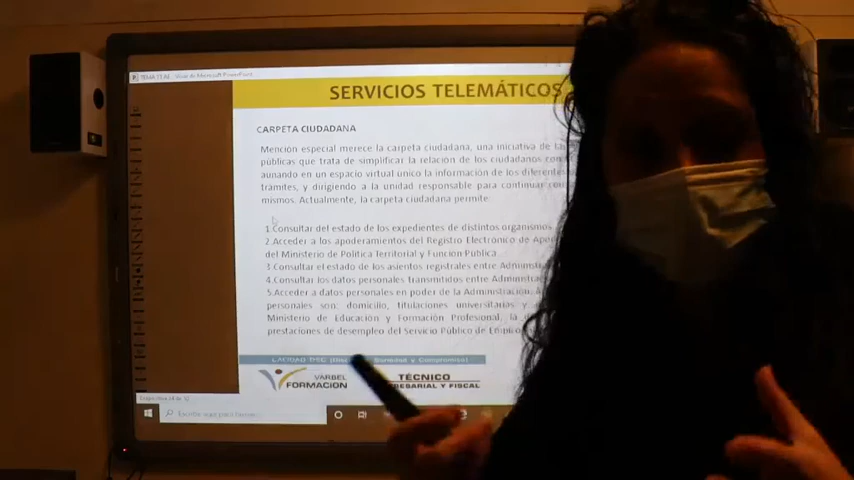 SERVICIOS TELEMÁTICOS
CARPETA CIUDADANA
Mención especial merece la carpeta ciudadana, una iniciativa de las
públicas que trata de simplificar la relación de los ciudadanos con
aunando en un espacio virtual único la información de los diferentes
trámites, y dirigiendo a la unidad responsable para continuar con
mismos. Actualmente, la carpeta ciudadana permite:
1.Consultar del estado de los expedientes de distintos organismos
2.Acceder a los apoderamientos del Registro Electrónico de
del Ministerio de Política Territorial y Función Pública
3.Consultar el estado de los asientos registrales entre
4.Consultar los datos personales transmitidos entre
5.Acceder a datos personales en poder de la Administración.
personales son: domicilio, titulaciones universitarias y
Ministerio de Educación y Formación Profesional, la
prestaciones de desempleo del Servicio Público de Empleo
VARBEL
FORMACIÓN
TÉCNICO
EMPRESARIAL Y FISCAL
Escribe aquí para buscar